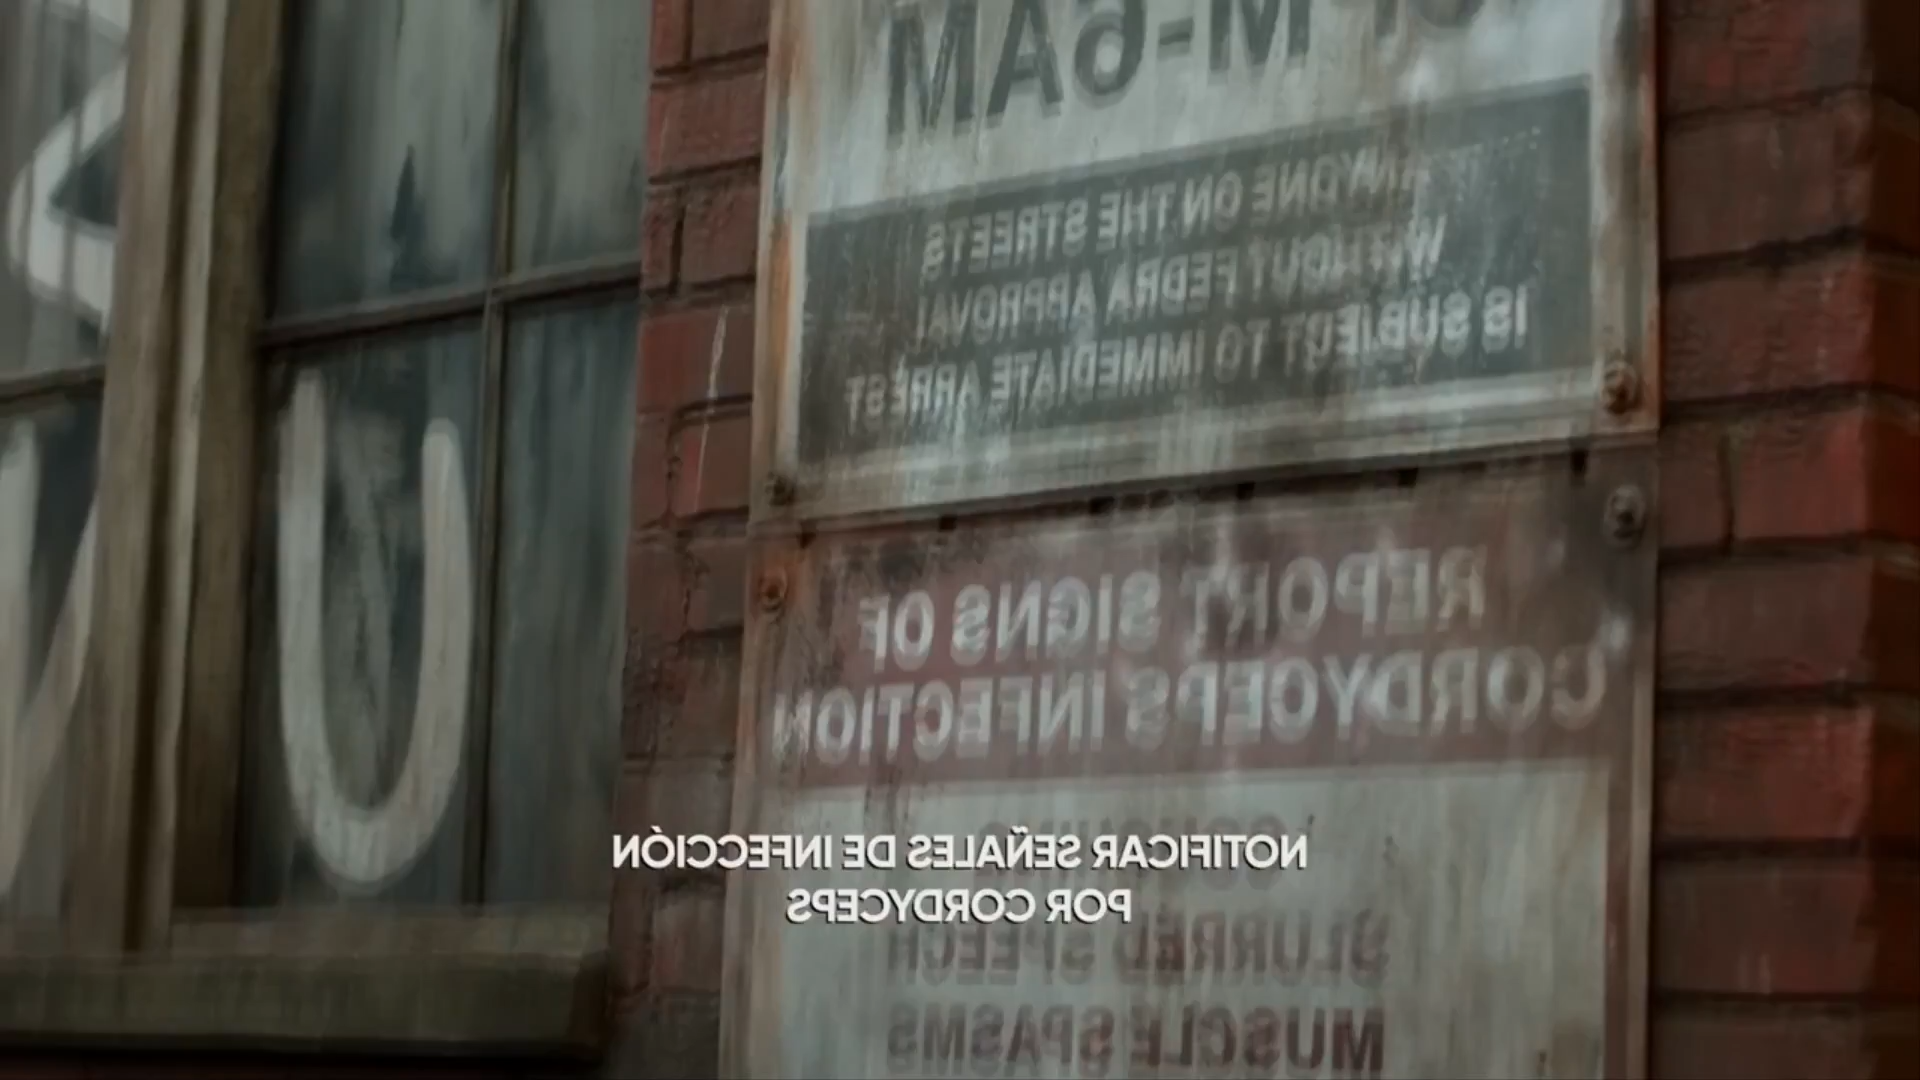 M-6AM
ANYONE ON THE STREETS
WITHOUT FEDRA APPROVAL
IS SUBJECT TO IMMEDIATE ARREST
REPORT SIGNS OF
CORDYCEPS INFECTION
NOTIFICAR SEÑALES DE INFECCIÓN
POR CORDYCEPS
SLURRED SPEECH
MUSCLE SPASMS